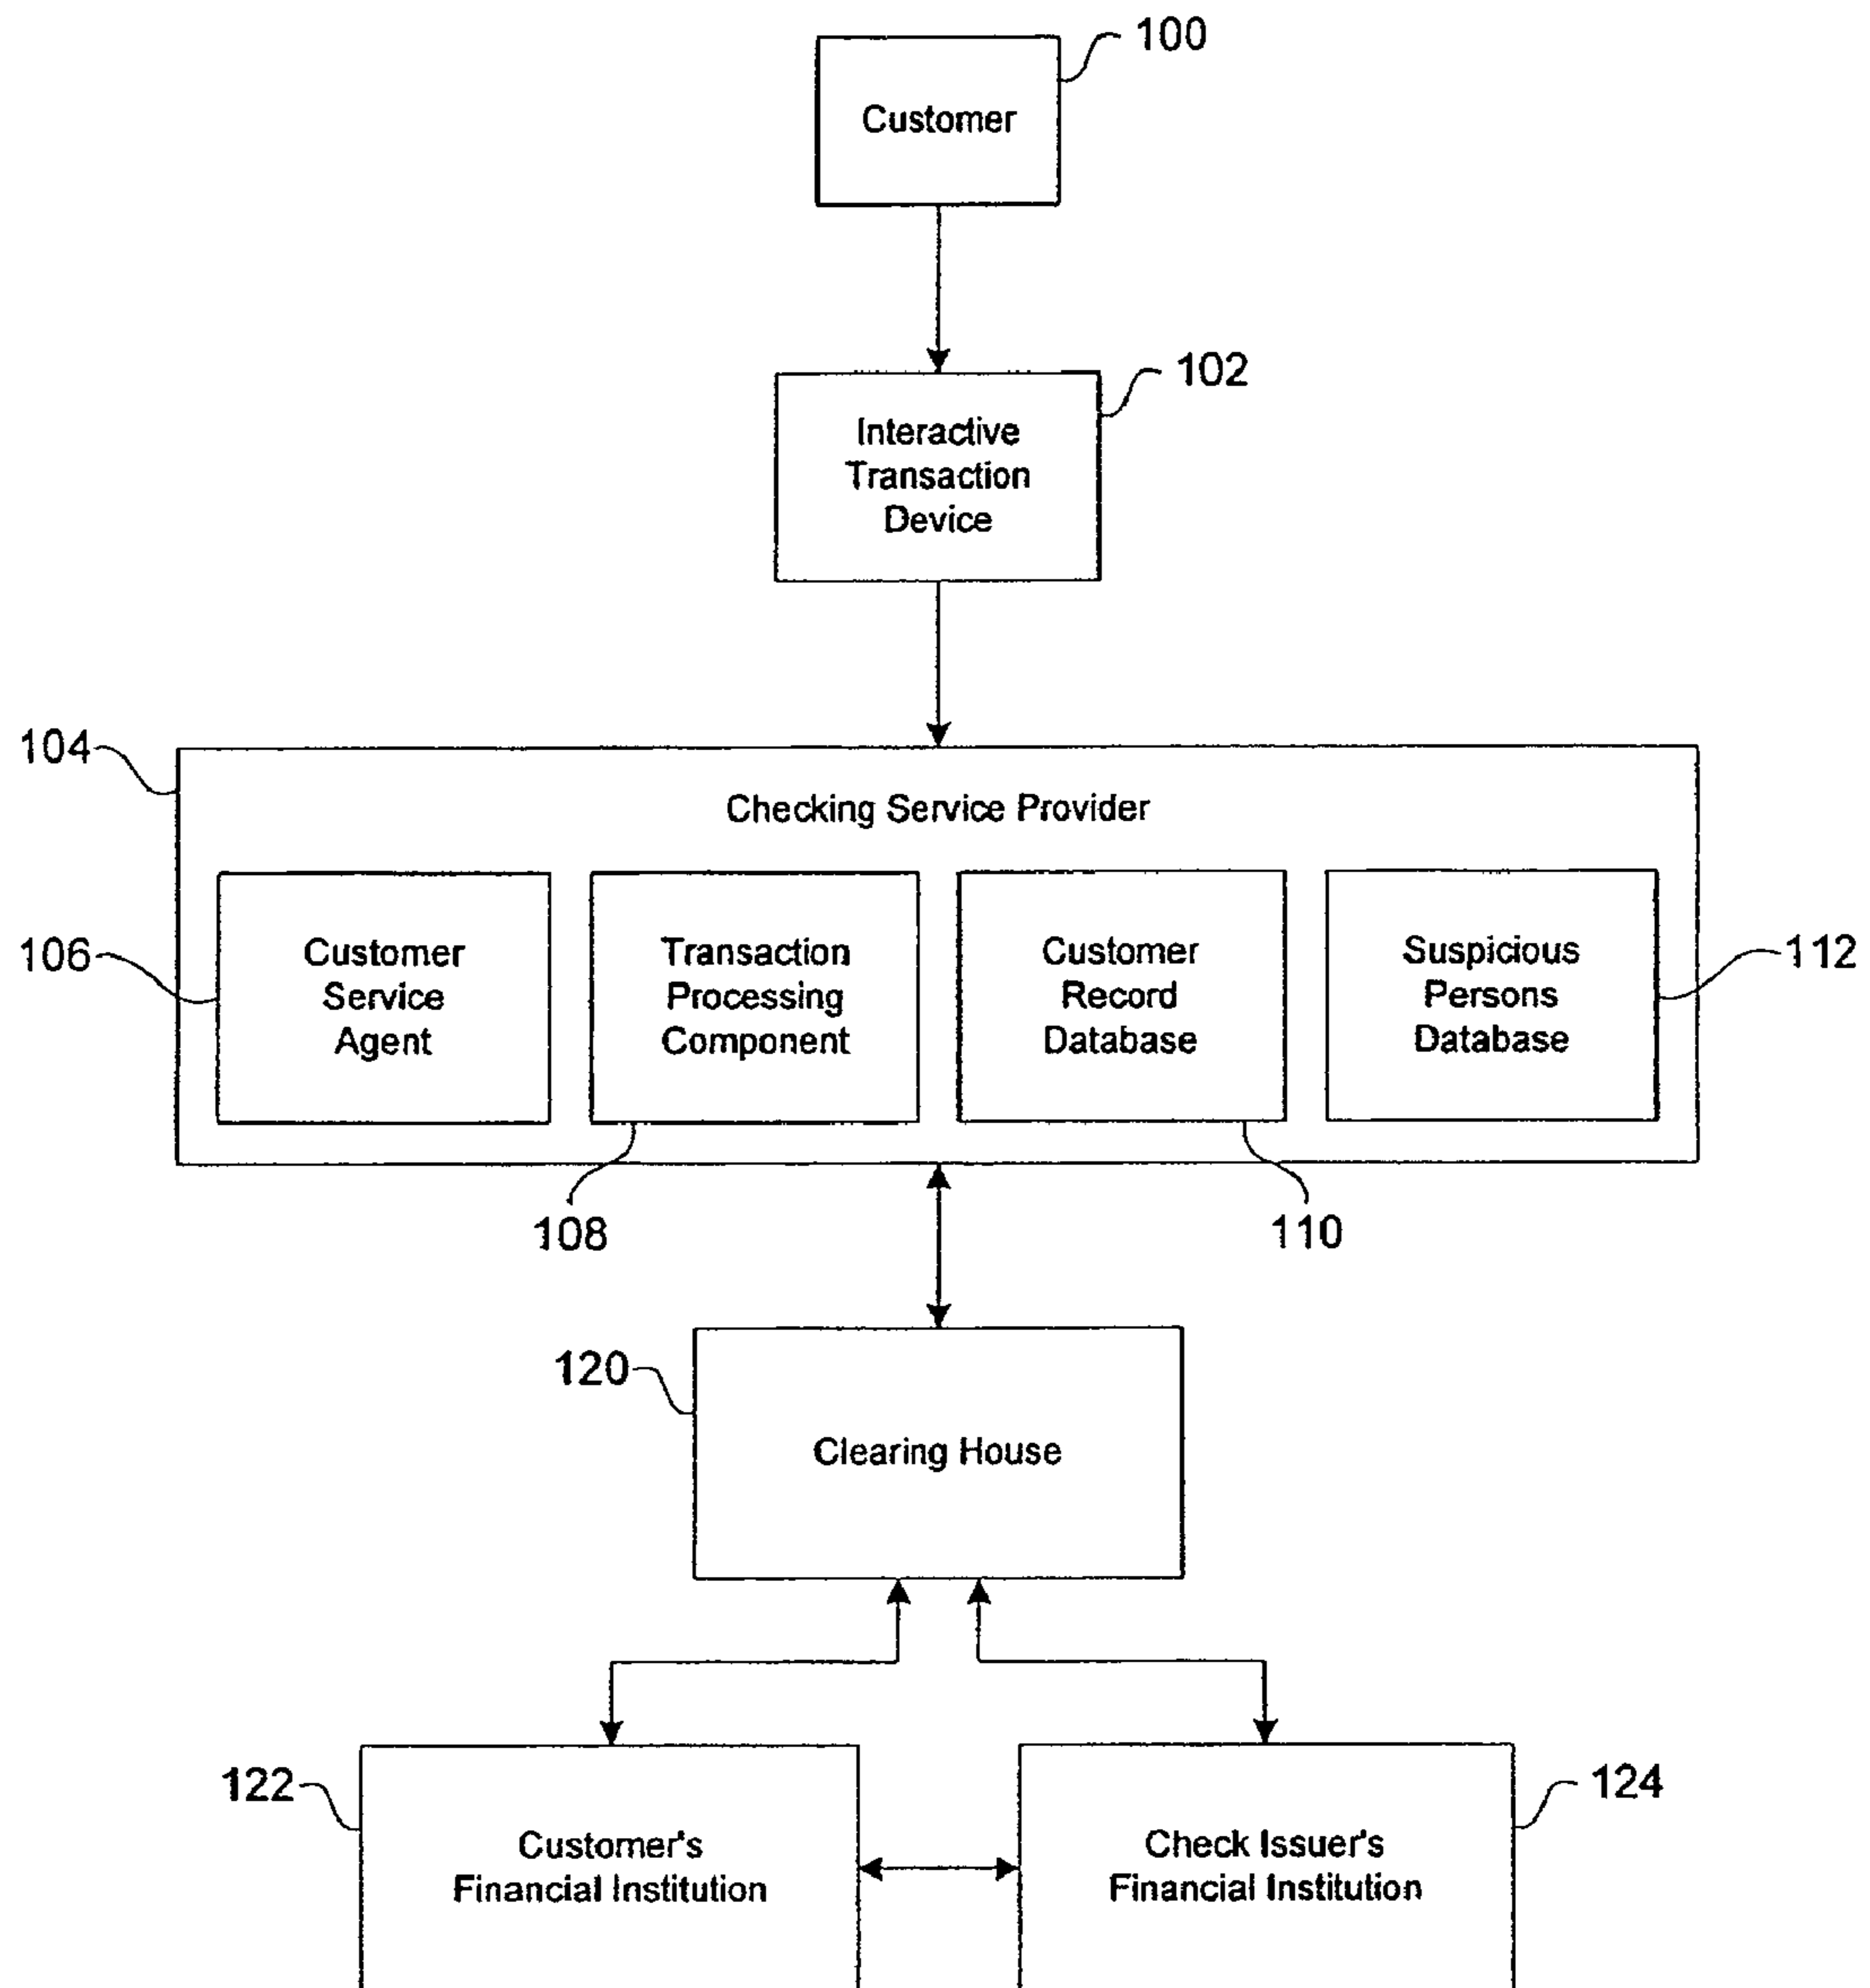 100
Customer
102
Interactive
Transaction
Device
104
Checking Service Provider
106
Customer
Service
Agent
Transaction
Processing
Component
Customer
Record
Database
Suspicious
Persons
Database
112
108
110
120
Clearing House
122
Customer's
Financial Institution
Check Issuer's
Financial Institution
124